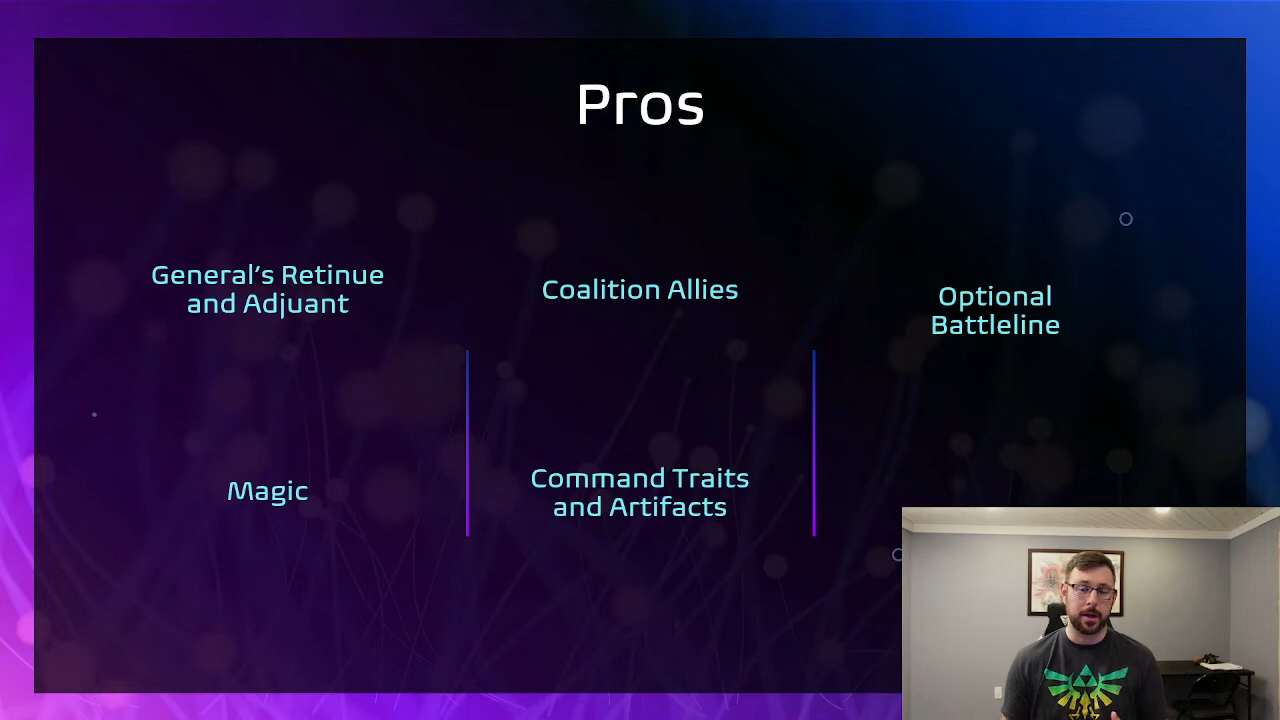 Pros
General's Retinue
and Adjuant
Coalition Allies
Optional
Battleline
Magic
Command Traits
and Artifacts